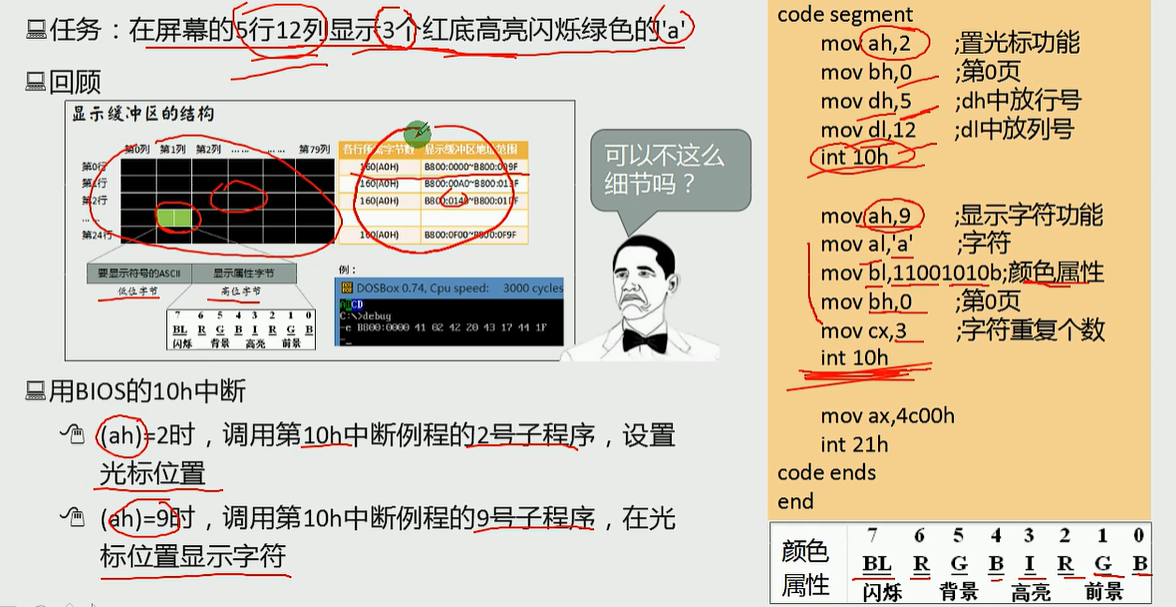 任务：在屏幕的5行12列显示3个红底高亮闪烁绿色的'a'
回顾
显示缓冲区的结构
第0列 第1列 第2列 … … … … 第79列
各行所需字节数 显示缓冲区地址范围
第0行 160(A0H) B800:0000~B800:009F
第1行 160(A0H) B800:00A0~B800:013F
第2行 160(A0H)
… …
第24行 160(A0H) B800:0F00~B800:0F9F
要显示符号的ASCII 显示属性字节
低位字节 高位字节
7 6 5 4 3 2 1 0
BL R G B I R G B
闪烁 背景 高亮 前景
例：
DOSBox 0.74, Cpu speed: 3000 cycles
ABCD
C:\>debug
-e B800:0000 41 02 42 20 43 17 44 1F
-
可以不这么
细节吗？
用BIOS的10h中断
(ah)=2时，调用第10h中断例程的2号子程序，设置
光标位置
(ah)=9时，调用第10h中断例程的9号子程序，在光
标位置显示字符
code segment
mov ah,2 ;置光标功能
mov bh,0 ;第0页
mov dh,5 ;dh中放行号
mov dl,12 ;dl中放列号
int 10h
mov ah,9 ;显示字符功能
mov al,'a' ;字符
mov bl,11001010b;颜色属性
mov bh,0 ;第0页
mov cx,3 ;字符重复个数
int 10h
mov ax,4c00h
int 21h
code ends
end
颜色
属性
7 6 5 4 3 2 1 0
BL R G B I R G B
闪烁 背景 高亮 前景